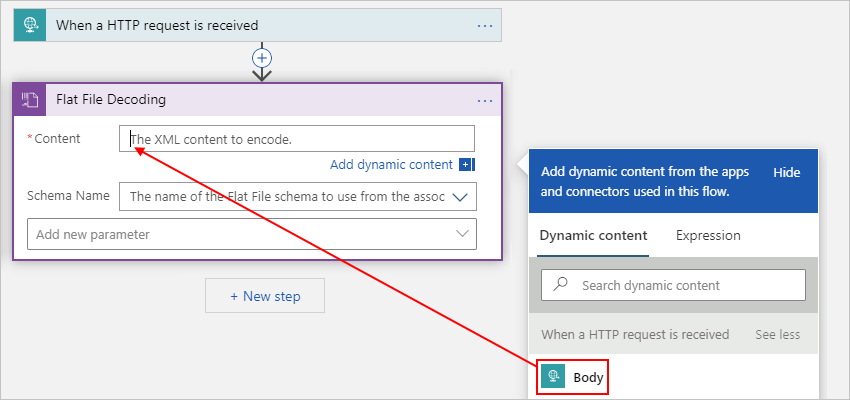 When a HTTP request is received
Flat File Decoding
*Content
The XML content to encode.
Add dynamic content
Schema Name
The name of the Flat File schema to use from the assoc
Add new parameter
+ New step
Add dynamic content from the apps
and connectors used in this flow.
Hide
Dynamic content
Expression
Search dynamic content
When a HTTP request is received
See less
Body